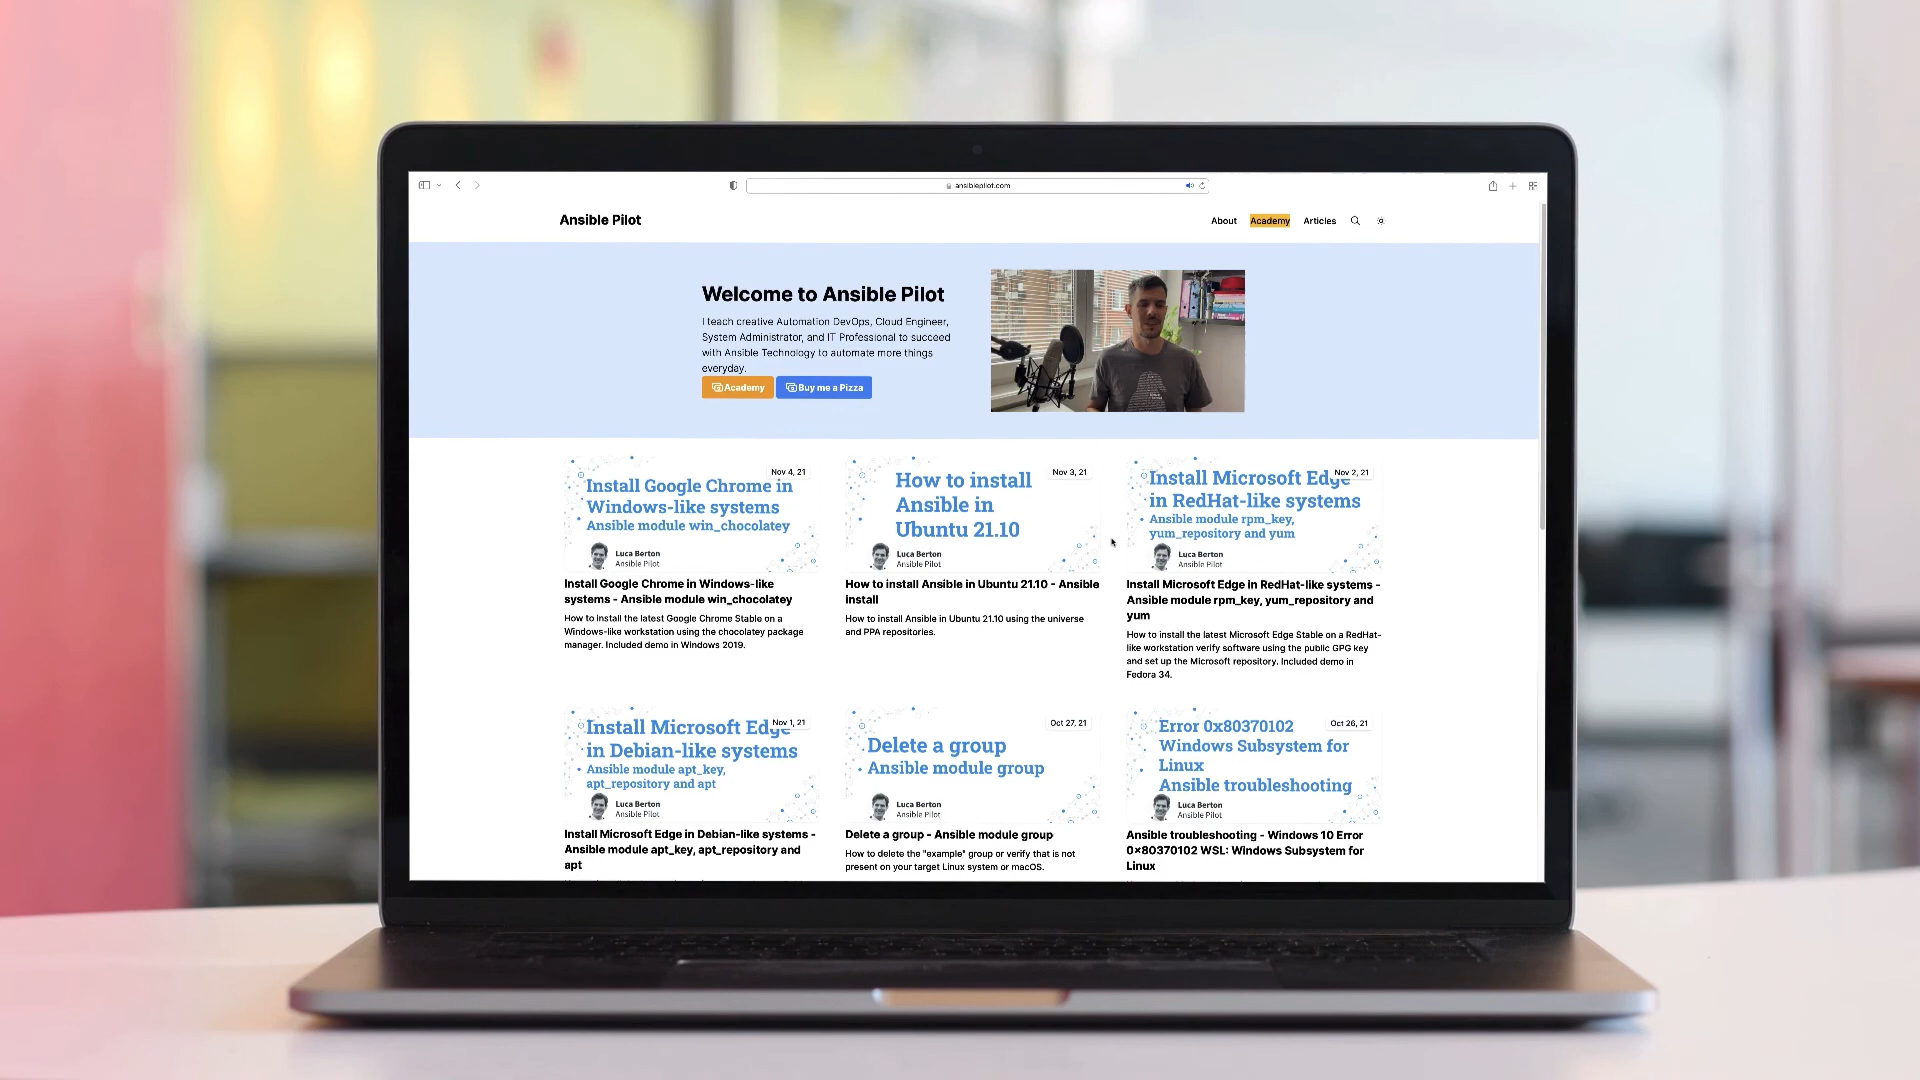 ansiblepilot.com
Ansible Pilot
About Academy Articles
Welcome to Ansible Pilot
I teach creative Automation DevOps, Cloud Engineer,
System Administrator, and IT Professional to succeed
with Ansible Technology to automate more things
everyday.
Academy Buy me a Pizza
Nov 4, 21
Install Google Chrome in
Windows-like systems
Ansible module win_chocolatey
Luca Berton
Ansible Pilot
Install Google Chrome in Windows-like
systems - Ansible module win_chocolatey
How to install the latest Google Chrome Stable on a
Windows-like workstation using the chocolatey package
manager. Included demo in Windows 2019.
Nov 3, 21
How to install
Ansible in
Ubuntu 21.10
Luca Berton
Ansible Pilot
How to install Ansible in Ubuntu 21.10 - Ansible
install
How to install Ansible in Ubuntu 21.10 using the universe
and PPA repositories.
Nov 2, 21
Install Microsoft Edge
in RedHat-like systems
Ansible module rpm_key,
yum_repository and yum
Luca Berton
Ansible Pilot
Install Microsoft Edge in RedHat-like systems -
Ansible module rpm_key, yum_repository and
yum
How to install the latest Microsoft Edge Stable on a RedHat-
like workstation verify software using the public GPG key
and set up the Microsoft repository. Included demo in
Fedora 34.
Nov 1, 21
Install Microsoft Edge
in Debian-like systems
Ansible module apt_key,
apt_repository and apt
Luca Berton
Ansible Pilot
Install Microsoft Edge in Debian-like systems -
Ansible module apt_key, apt_repository and
apt
Oct 27, 21
Delete a group
Ansible module group
Luca Berton
Ansible Pilot
Delete a group - Ansible module group
How to delete the "example" group or verify that is not
present on your target Linux system or macOS.
Oct 26, 21
Error 0x80370102
Windows Subsystem for
Linux
Ansible troubleshooting
Luca Berton
Ansible Pilot
Ansible troubleshooting - Windows 10 Error
0x80370102 WSL: Windows Subsystem for
Linux